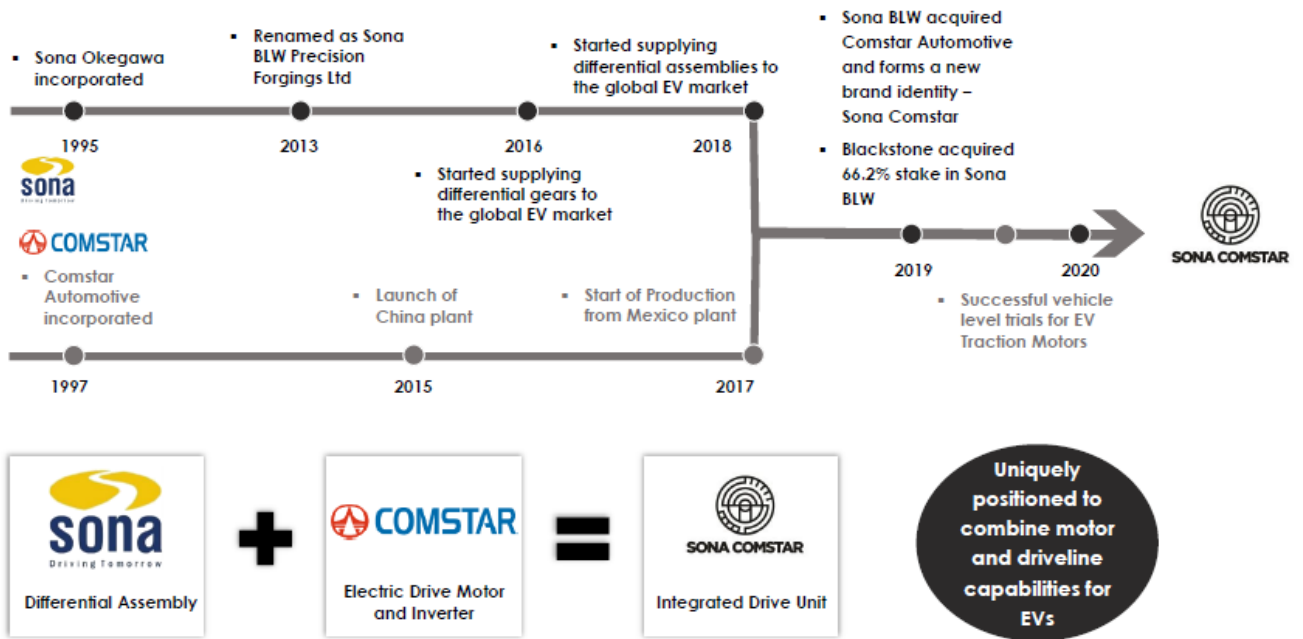 ▪ Sona Okegawa
incorporated
▪ Renamed as Sona
BLW Precision
Forgings Ltd
▪ Started supplying
differential assemblies to
the global EV market
▪ Sona BLW acquired
Comstar Automotive
and forms a new
brand identity –
Sona Comstar
▪ Blackstone acquired
66.2% stake in Sona
BLW
1995
2013
2016
2018
▪ Started supplying
differential gears to
the global EV market
sona
Driving Tomorrow
COMSTAR
▪ Comstar
Automotive
incorporated
▪ Launch of
China plant
▪ Start of Production
from Mexico plant
2019
2020
SONA COMSTAR
▪ Successful vehicle
level trials for EV
Traction Motors
1997
2015
2017
sona
Driving Tomorrow
Differential Assembly
+
COMSTAR
Electric Drive Motor
and Inverter
=
SONA COMSTAR
Integrated Drive Unit
Uniquely
positioned to
combine motor
and driveline
capabilities for
EVs